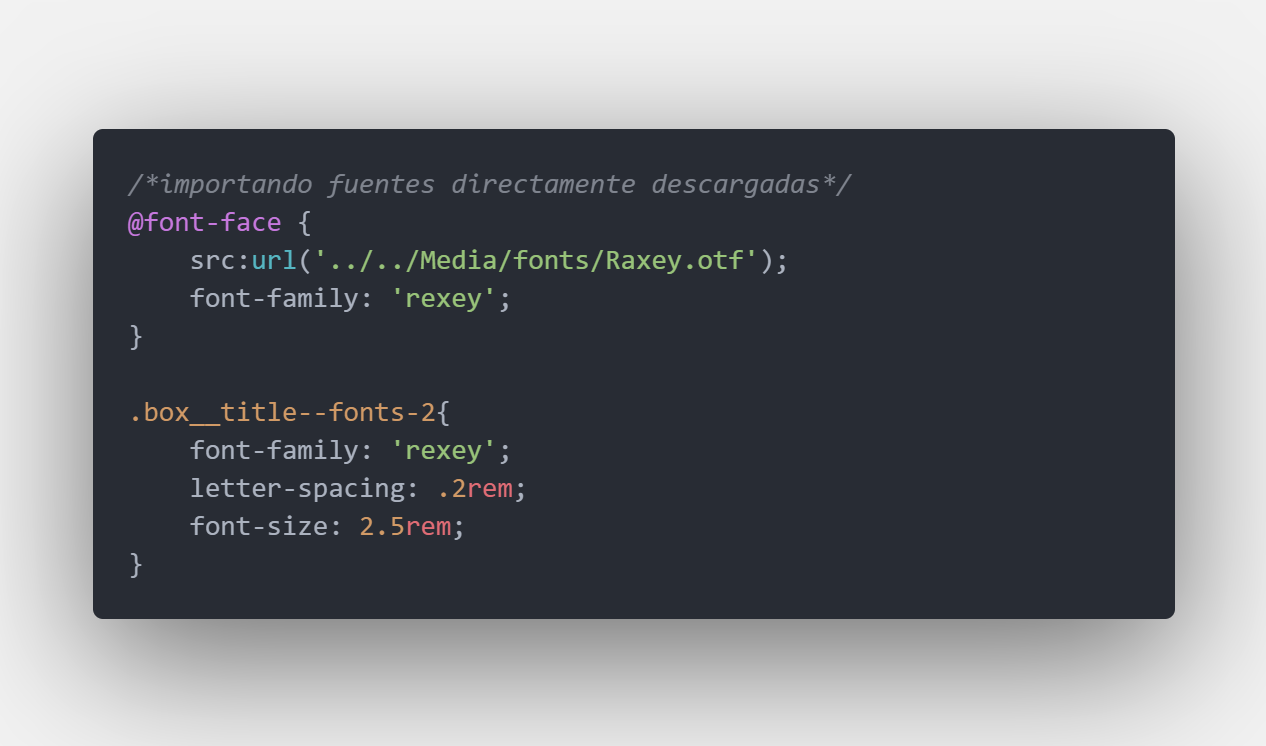 /*importando fuentes directamente descargadas*/
@font-face {
    src:url('../../Media/fonts/Raxey.otf');
    font-family: 'rexey';
}

.box__title--fonts-2{
    font-family: 'rexey';
    letter-spacing: .2rem;
    font-size: 2.5rem;
}